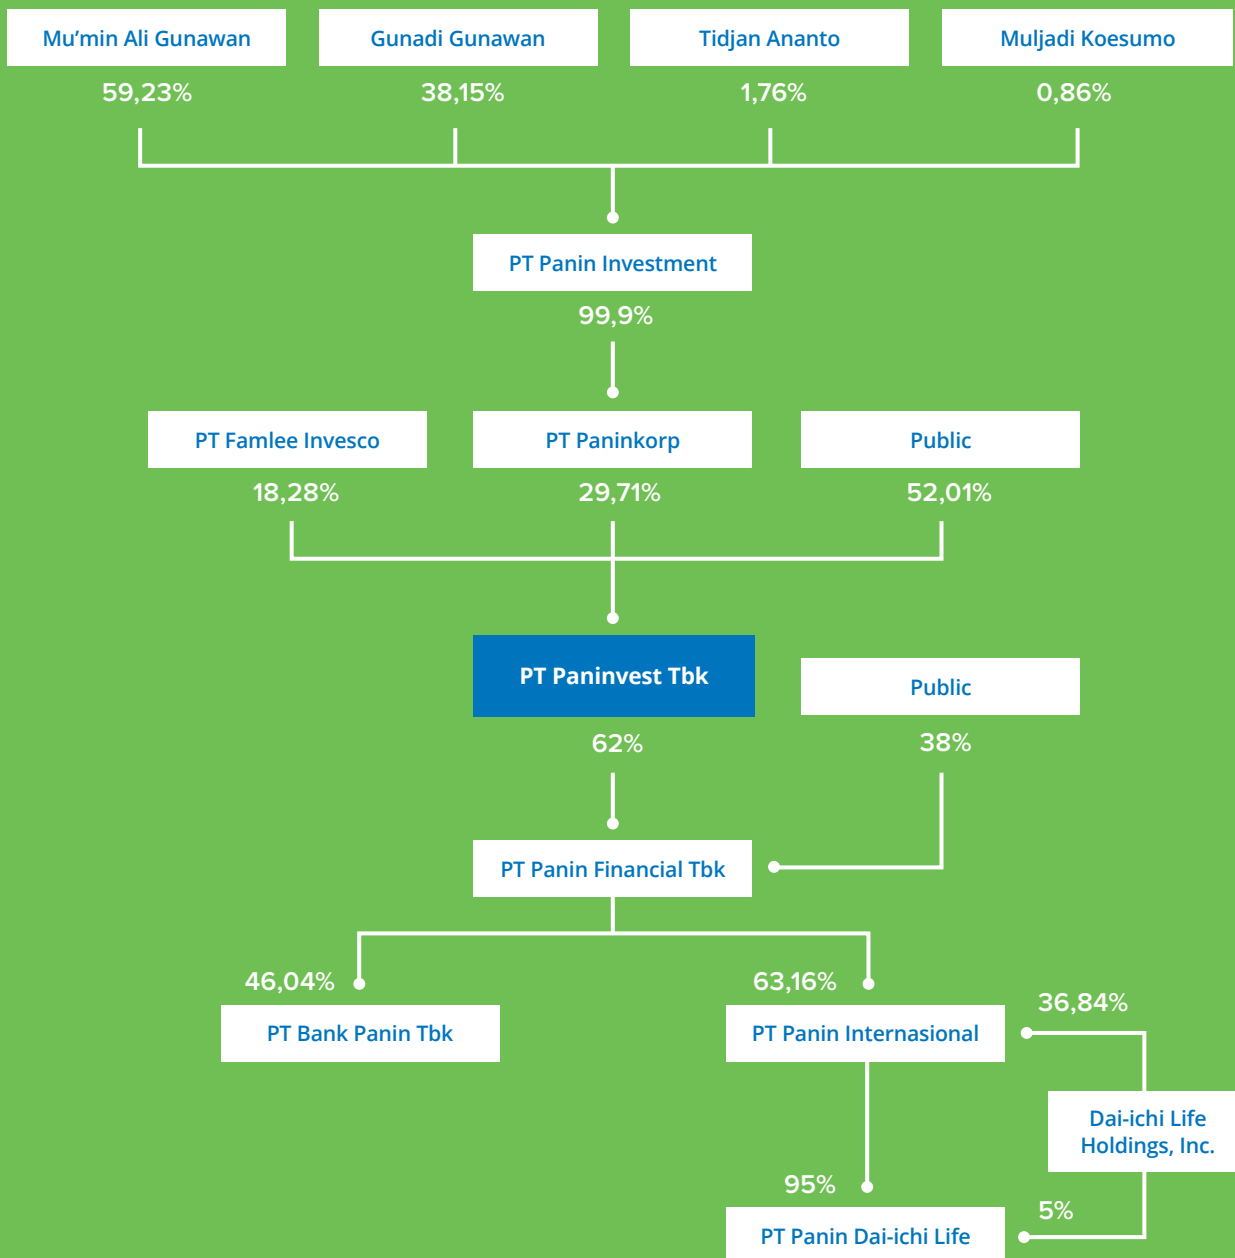 Mu’min Ali Gunawan
Gunadi Gunawan
Tidjan Ananto
Muljadi Koesumo
59,23%
38,15%
1,76%
0,86%
PT Panin Investment
99,9%
PT Famlee Invesco
PT Paninkorp
Public
18,28%
29,71%
52,01%
PT Paninvest Tbk
Public
62%
38%
PT Panin Financial Tbk
46,04%
63,16%
36,84%
PT Bank Panin Tbk
PT Panin Internasional
Dai-ichi Life
Holdings, Inc.
95%
5%
PT Panin Dai-ichi Life